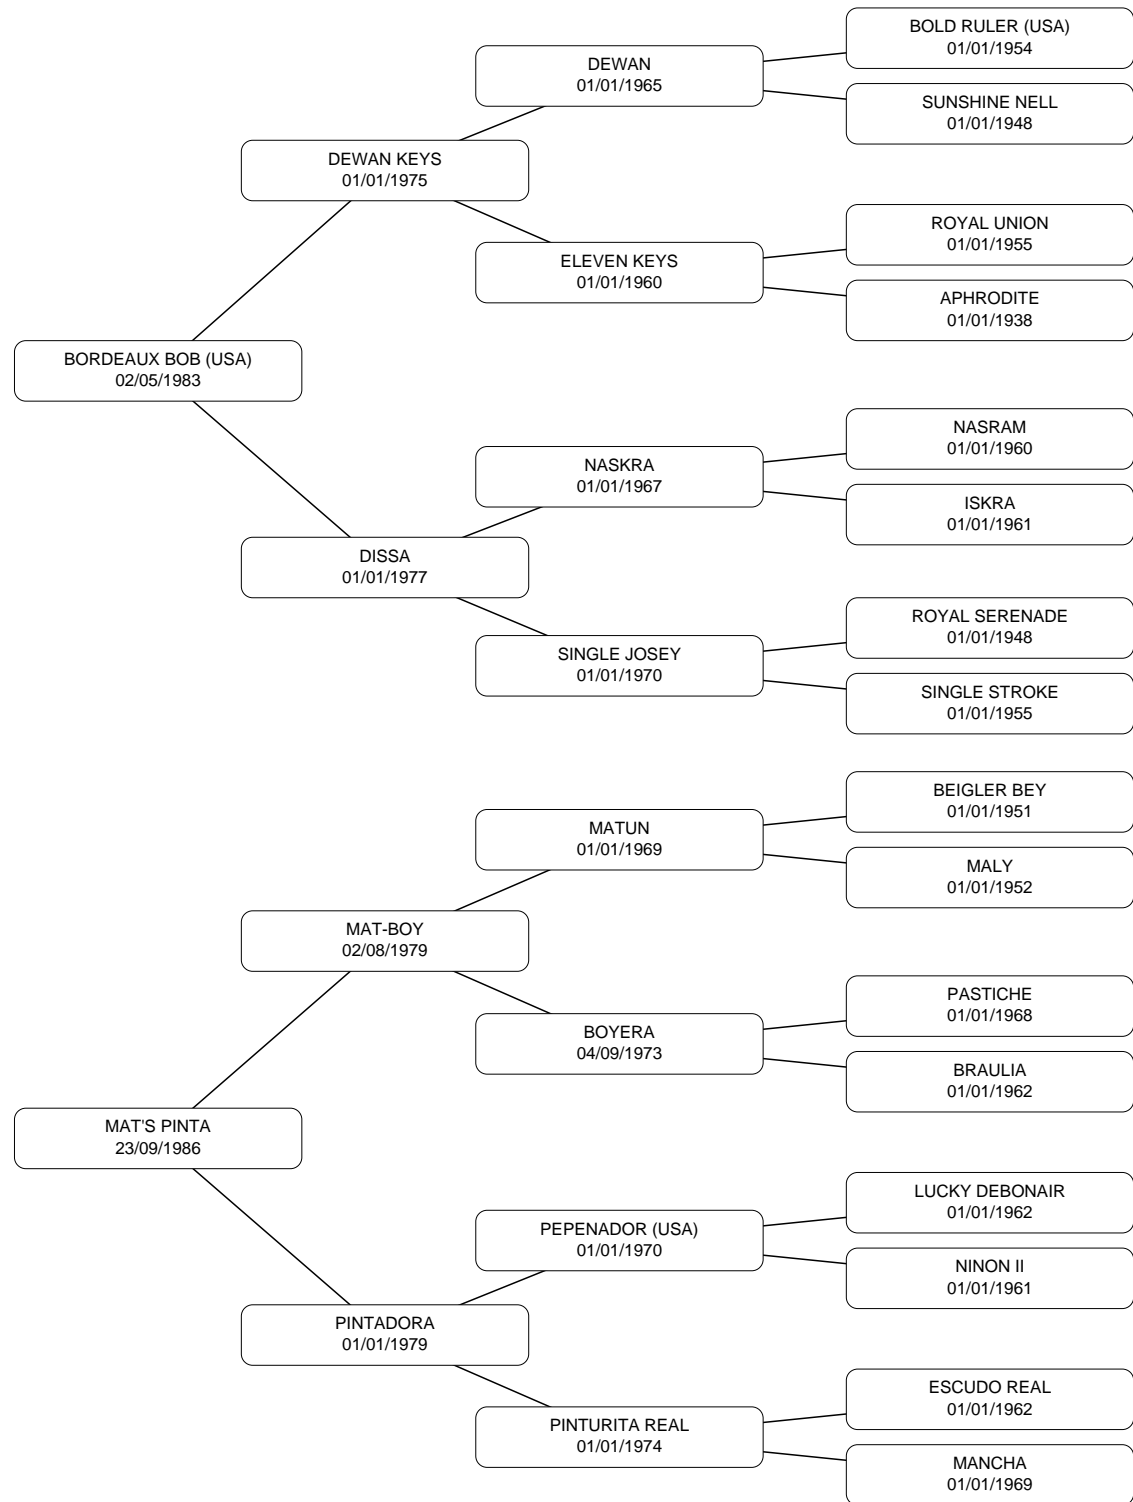 BOLD RULER (USA)
01/01/1954
DEWAN
01/01/1965
SUNSHINE NELL
01/01/1948
DEWAN KEYS
01/01/1975
ROYAL UNION
01/01/1955
ELEVEN KEYS
01/01/1960
APHRODITE
01/01/1938
BORDEAUX BOB (USA)
02/05/1983
NASRAM
01/01/1960
NASKRA
01/01/1967
ISKRA
01/01/1961
DISSA
01/01/1977
ROYAL SERENADE
01/01/1948
SINGLE JOSEY
01/01/1970
SINGLE STROKE
01/01/1955
BEIGLER BEY
01/01/1951
MATUN
01/01/1969
MALY
01/01/1952
MAT-BOY
02/08/1979
PASTICHE
01/01/1968
BOYERA
04/09/1973
BRAULIA
01/01/1962
MAT'S PINTA
23/09/1986
LUCKY DEBONAIR
01/01/1962
PEPENADOR (USA)
01/01/1970
NINON II
01/01/1961
PINTADORA
01/01/1979
ESCUDO REAL
01/01/1962
PINTURITA REAL
01/01/1974
MANCHA
01/01/1969